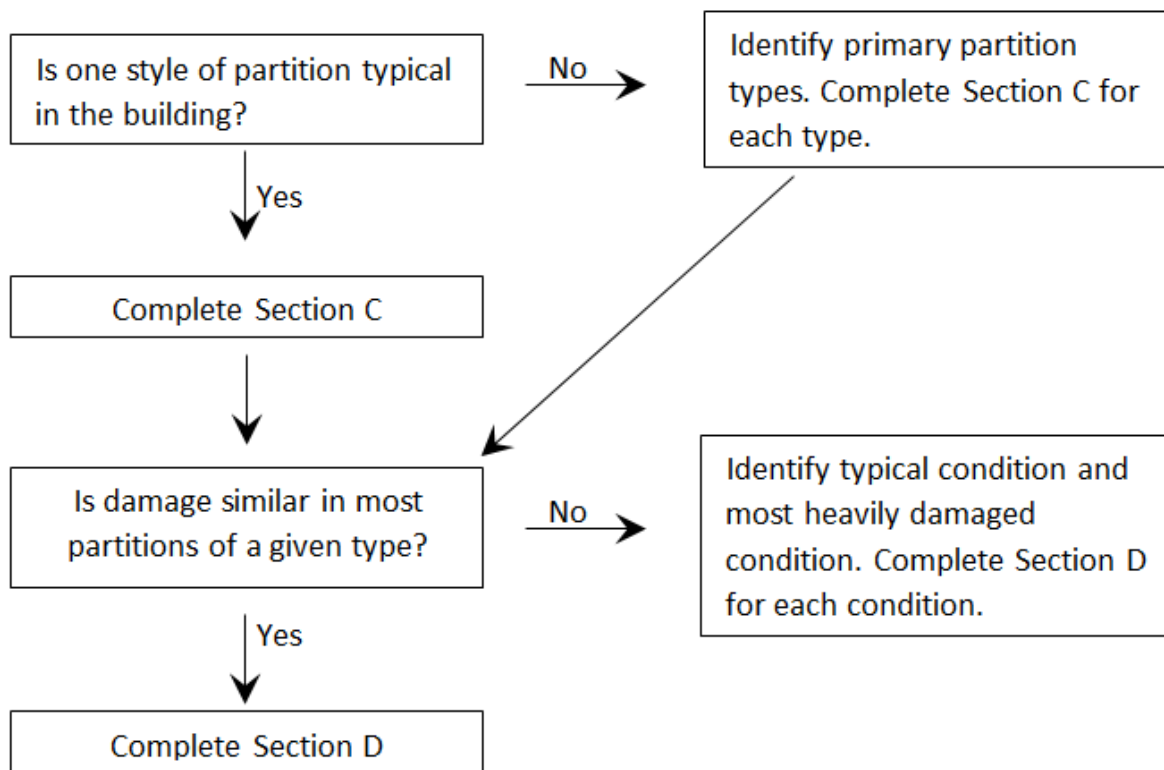 Is one style of partition typical
in the building?
No
Identify primary partition
types. Complete Section C for
each type.
Yes
Complete Section C
Is damage similar in most
partitions of a given type?
No
Identify typical condition and
most heavily damaged
condition. Complete Section D
for each condition.
Yes
Complete Section D